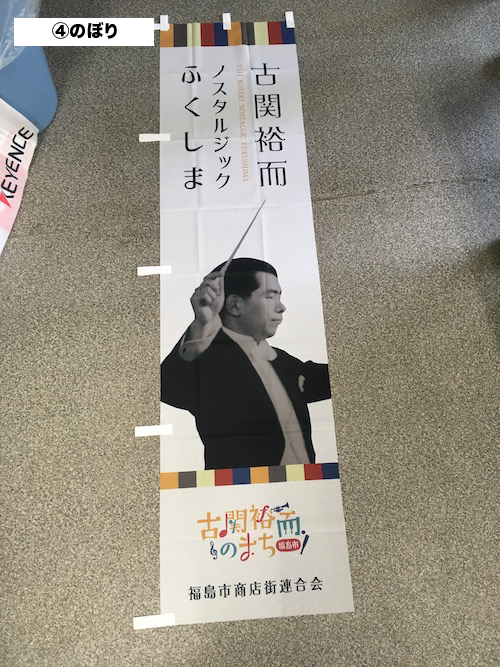 ④のぼり
KEYENCE
古関裕而
YUJI KOSEKI NOSTALGIC FUKUSHIMA
ノスタルジック
ふくしま
古関裕而
のまち
福島市
福島市商店街連合会